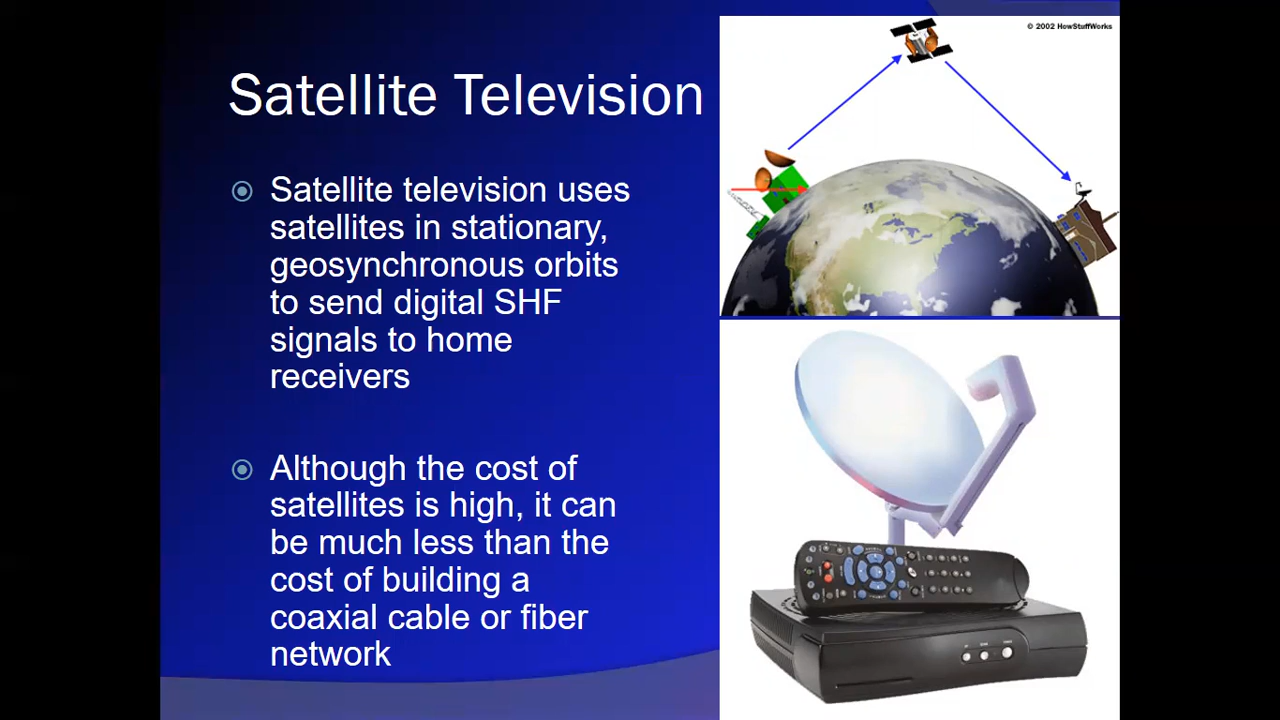 © 2002 HowStuffWorks
Satellite Television
Satellite television uses
satellites in stationary,
geosynchronous orbits
to send digital SHF
signals to home
receivers
Although the cost of
satellites is high, it can
be much less than the
cost of building a
coaxial cable or fiber
network